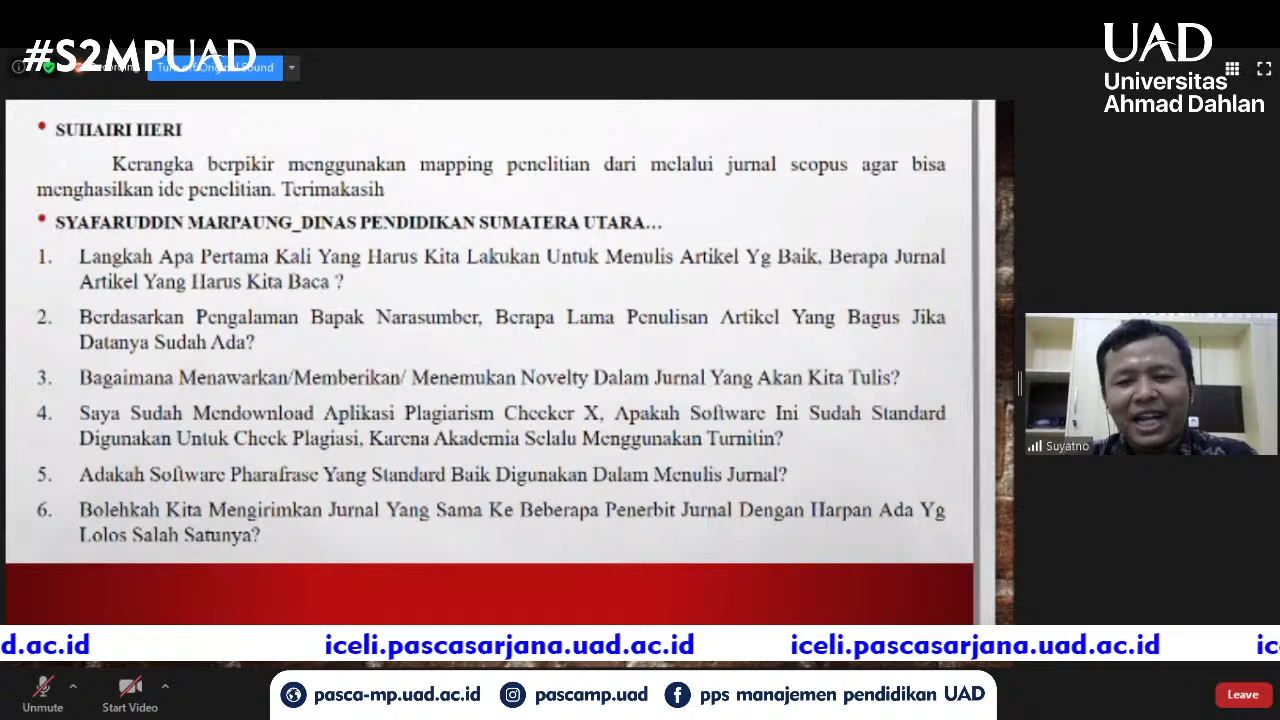 #S2MPUAD
Turn off Original Sound
UAD
Universitas
Ahmad Dahlan
• SUHAIRI HERI
Kerangka berpikir menggunakan mapping penelitian dari melalui jurnal scopus agar bisa
menghasilkan ide penelitian. Terimakasih
• SYAFARUDDIN MARPAUNG_DINAS PENDIDIKAN SUMATERA UTARA…
1. Langkah Apa Pertama Kali Yang Harus Kita Lakukan Untuk Menulis Artikel Yg Baik, Berapa Jurnal
Artikel Yang Harus Kita Baca ?
2. Berdasarkan Pengalaman Bapak Narasumber, Berapa Lama Penulisan Artikel Yang Bagus Jika
Datanya Sudah Ada?
3. Bagaimana Menawarkan/Memberikan/ Menemukan Novelty Dalam Jurnal Yang Akan Kita Tulis?
4. Saya Sudah Mendownload Aplikasi Plagiarism Checker X, Apakah Software Ini Sudah Standard
Digunakan Untuk Check Plagiasi, Karena Akademia Selalu Menggunakan Turnitin?
5. Adakah Software Pharafrase Yang Standard Baik Digunakan Dalam Menulis Jurnal?
6. Bolehkah Kita Mengirimkan Jurnal Yang Sama Ke Beberapa Penerbit Jurnal Dengan Harpan Ada Yg
Lolos Salah Satunya?
Suyatno
d.ac.id iceli.pascasarjana.uad.ac.id iceli.pascasarjana.uad.ac.id ic
Unmute Start Video
pasca-mp.uad.ac.id pascamp.uad pps manajemen pendidikan UAD
Leave